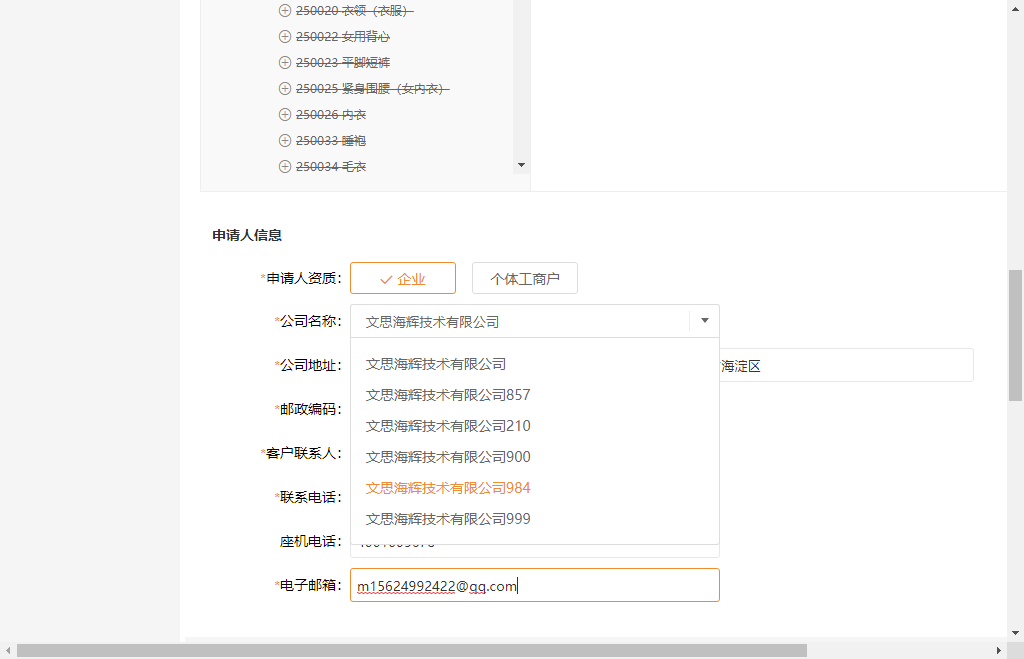 250020 衣领（衣服）
250022 女用背心
250023 平脚短裤
250025 紧身围腰（女内衣）
250026 内衣
250033 睡袍
250034 毛衣
申请人信息
*申请人资质： 企业 个体工商户
*公司名称： 文思海辉技术有限公司
文思海辉技术有限公司
*公司地址： 海淀区
文思海辉技术有限公司857
*邮政编码：
文思海辉技术有限公司210
*客户联系人：
文思海辉技术有限公司900
文思海辉技术有限公司984
*联系电话：
文思海辉技术有限公司999
座机电话：
*电子邮箱： m15624992422@qq.com